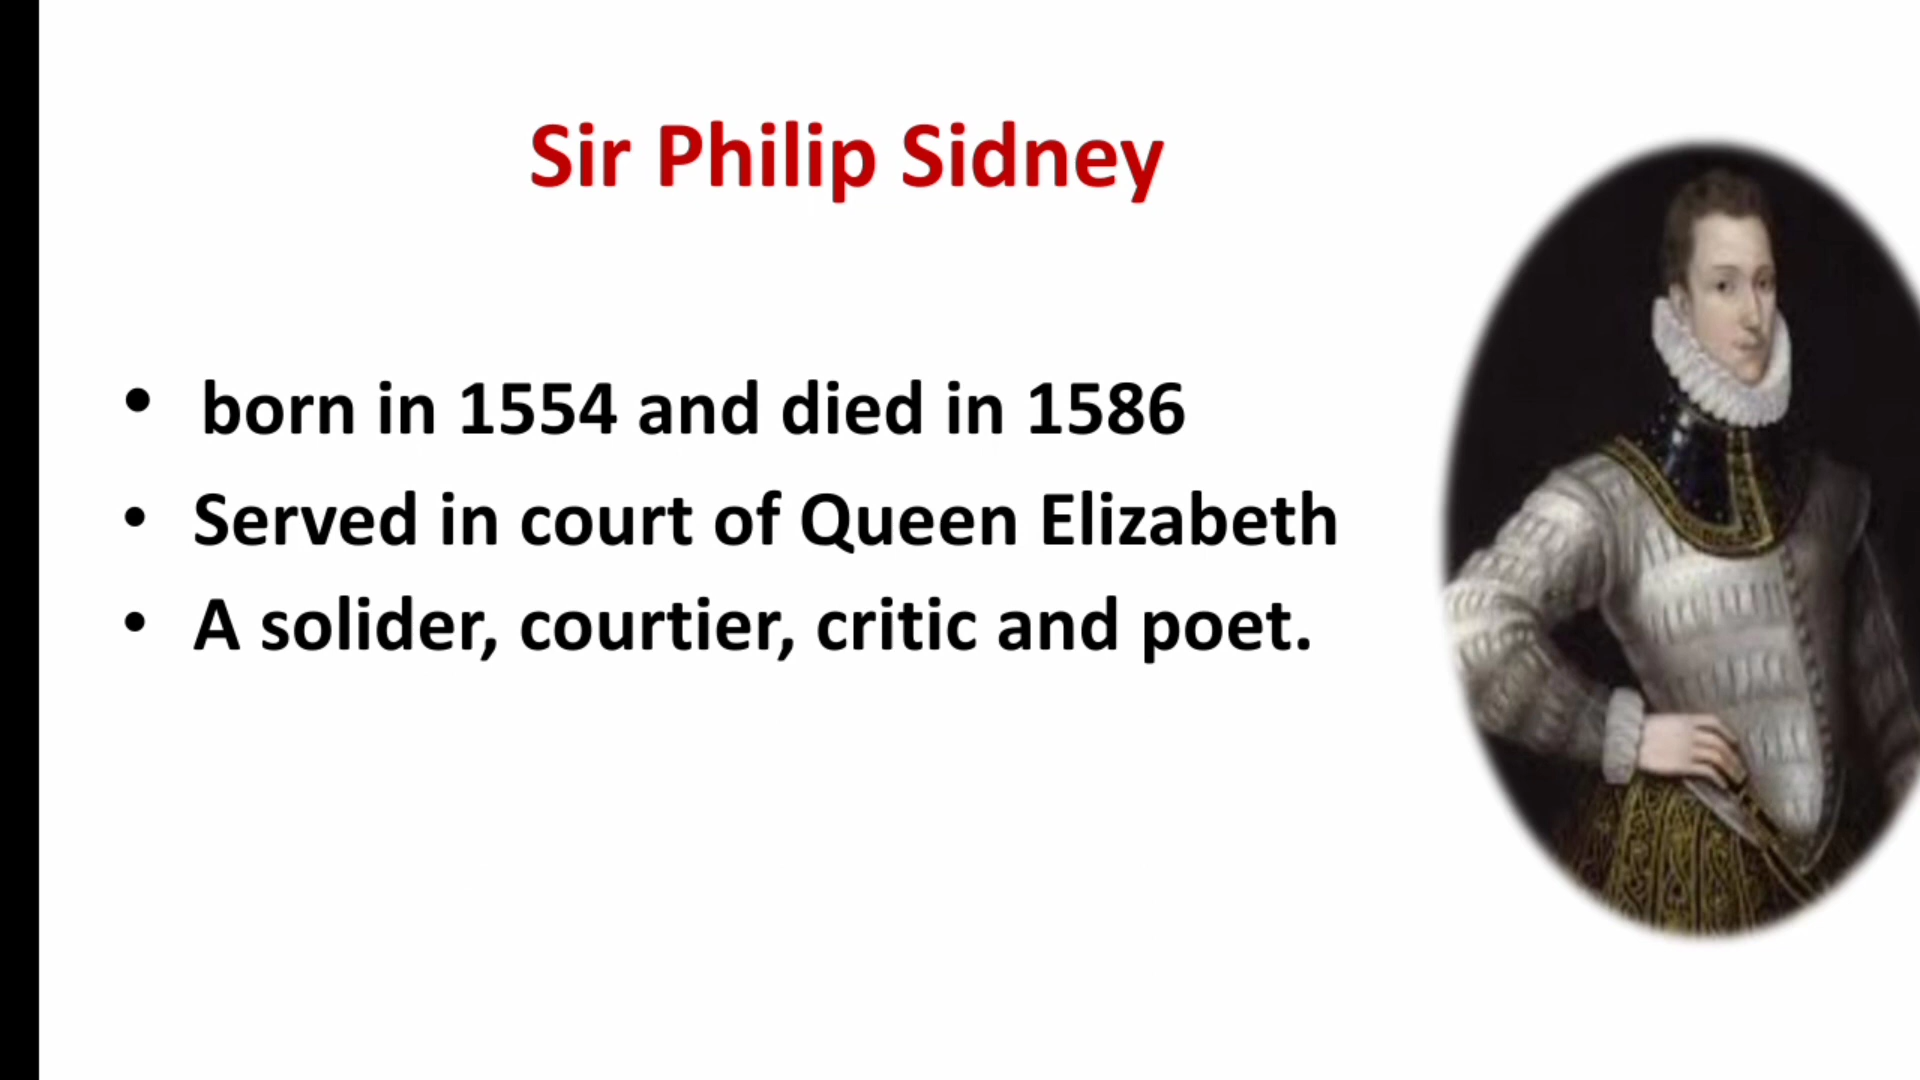 Sir Philip Sidney
• born in 1554 and died in 1586
• Served in court of Queen Elizabeth
• A solider, courtier, critic and poet.